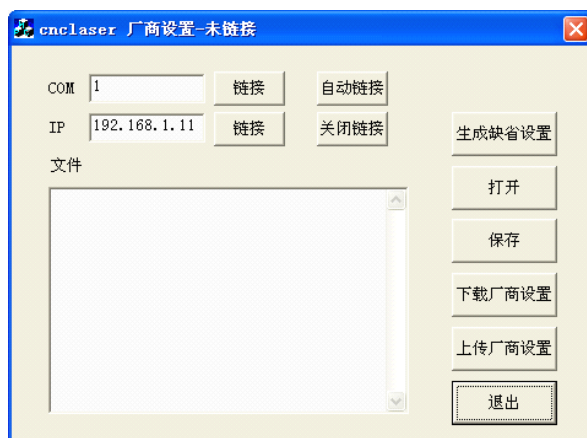 cnclaser 厂商设置-未链接
COM 1 链接 自动链接
IP 192.168.1.11 链接 关闭链接
文件
生成缺省设置
打开
保存
下载厂商设置
上传厂商设置
退出